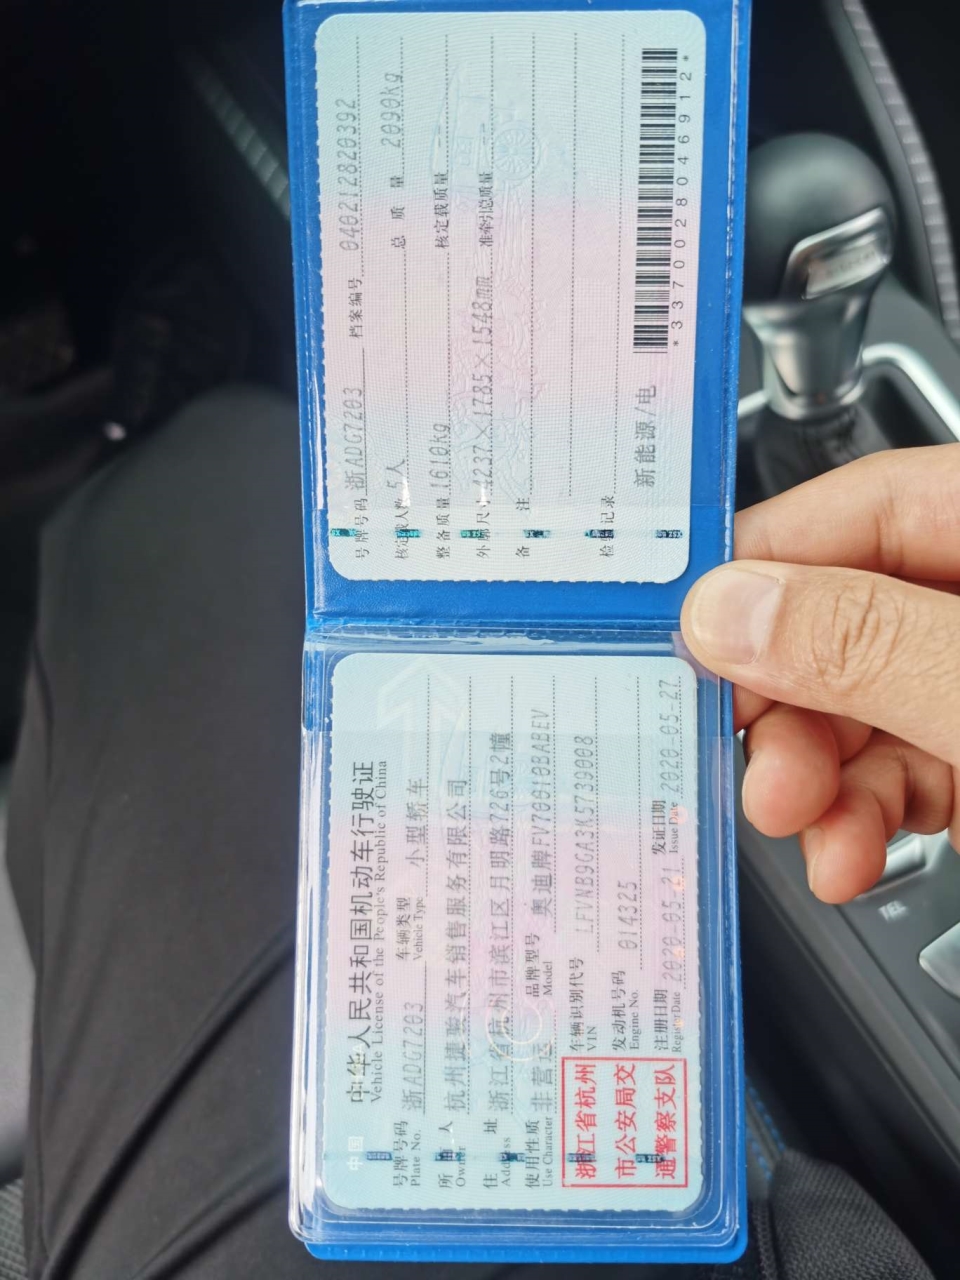 中华人民共和国机动车行驶证
Vehicle License of the People's Republic of China
号牌号码 浙ADG7203 车辆类型 小型轿车
Plate No. Vehicle Type
所有人 杭州捷骏汽车销售服务有限公司
Owner
住址 浙江省杭州市滨江区月明路726号2幢
Address
使用性质 非营运 品牌型号 奥迪牌FV7001BABEV
Use Character Model
车辆识别代号 LFVNB9GA3K5739008
VIN
发动机号码 014325
Engine No.
注册日期 2020-05-21 发证日期 2020-05-27
Register Date Issue Date
浙江省杭州
市公安局交
通警察支队
号牌号码 浙ADG7203 档案编号 040212820392
核定载人数 5人 总质量 2090kg
整备质量 1610kg 核定载质量
外廓尺寸 4237×1785×1548mm 准牵引总质量
备注
检验记录
新能源/电
*3370028046912*
TEL